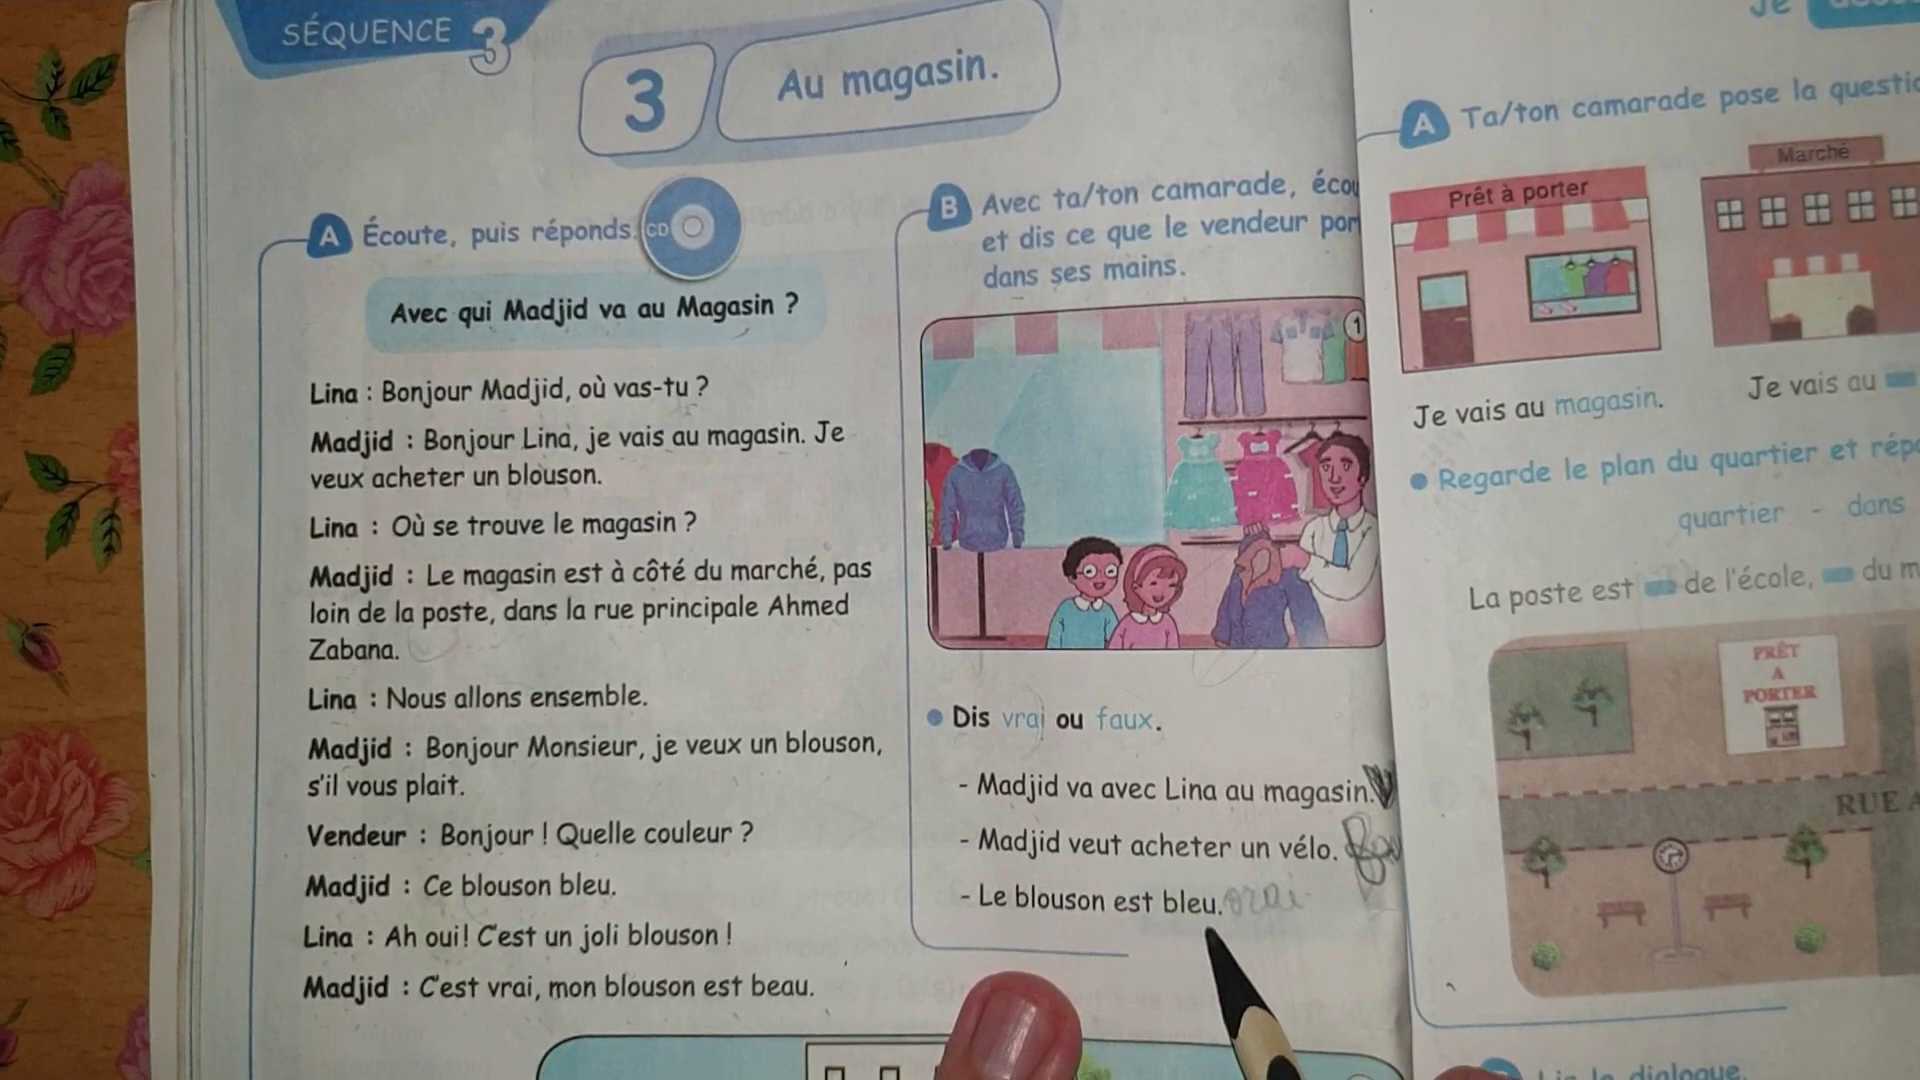 SÉQUENCE 3
3
Au magasin.
A Écoute, puis réponds.
CD
Avec qui Madjid va au Magasin ?
Lina : Bonjour Madjid, où vas-tu ?
Madjid : Bonjour Lina, je vais au magasin. Je
veux acheter un blouson.
Lina : Où se trouve le magasin ?
Madjid : Le magasin est à côté du marché, pas
loin de la poste, dans la rue principale Ahmed
Zabana.
Lina : Nous allons ensemble.
Madjid : Bonjour Monsieur, je veux un blouson,
s'il vous plait.
Vendeur : Bonjour ! Quelle couleur ?
Madjid : Ce blouson bleu.
Lina : Ah oui! C'est un joli blouson !
Madjid : C'est vrai, mon blouson est beau.
B Avec ta/ton camarade,
et dis ce que le vendeur
dans ses mains.
1
Dis vrai ou faux.
- Madjid va avec Lina au magasin.
- Madjid veut acheter un vélo.
- Le blouson est bleu. vrai
Je
A Ta/ton camarade pose la
Prêt à porter
Marché
Je vais au magasin.
Je vais au
Regarde le plan du quartier et
quartier - dans
La poste est de l'école, du
PRÊT
A
PORTER
RUE
le dialogue.